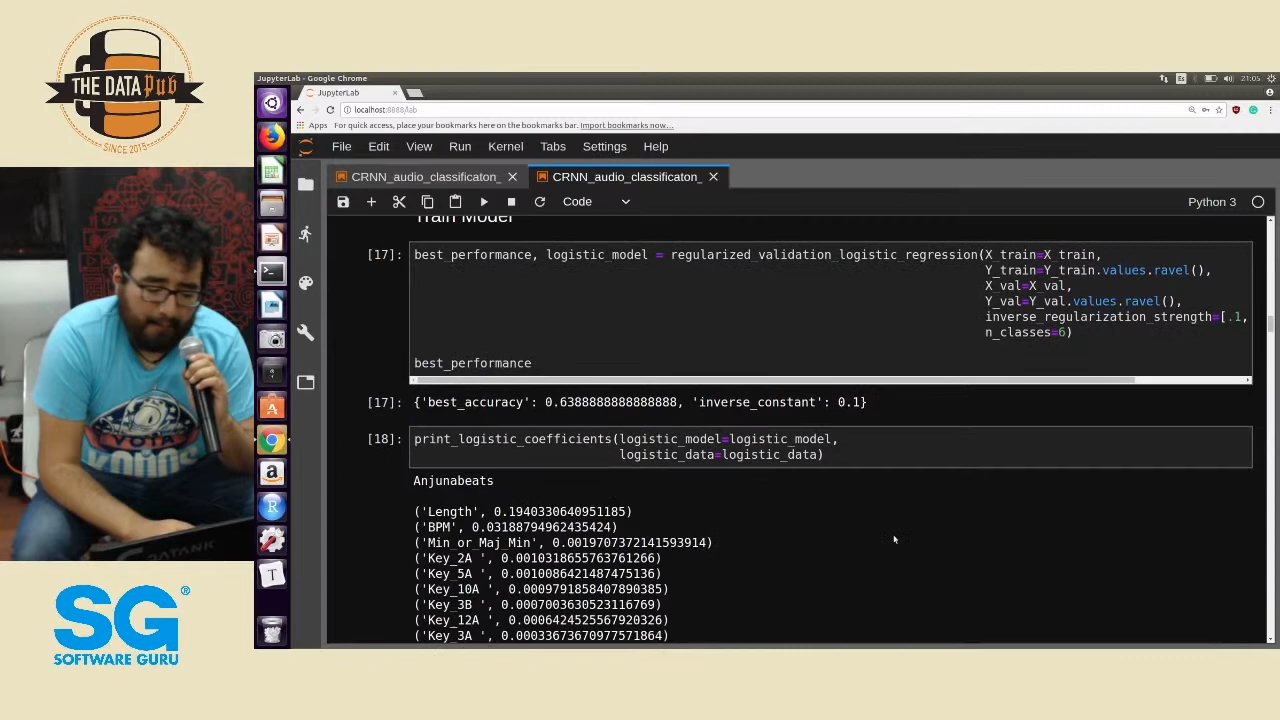 THE DATA Pub
SINCE 2015
JupyterLab - Google Chrome
Es
21:05
JupyterLab
localhost:8888/lab
Apps For quick access, place your bookmarks here on the bookmarks bar. Import bookmarks now...
File Edit View Run Kernel Tabs Settings Help
CRNN_audio_classificaton_
CRNN_audio_classificaton_
Code
Python 3
Train Model
[17]: best_performance, logistic_model = regularized_validation_logistic_regression(X_train=X_train,
Y_train=Y_train.values.ravel(),
X_val=X_val,
Y_val=Y_val.values.ravel(),
inverse_regularization_strength=[.1,
n_classes=6)
best_performance
[17]: {'best_accuracy': 0.6388888888888888, 'inverse_constant': 0.1}
[18]: print_logistic_coefficients(logistic_model=logistic_model,
logistic_data=logistic_data)
Anjunabeats
('Length', 0.1940330640951185)
('BPM', 0.03188794962435424)
('Min_or_Maj_Min', 0.0019707372141593914)
('Key_2A ', 0.0010318655763761266)
('Key_5A ', 0.0010086421487475136)
('Key_10A ', 0.0009791858407890385)
('Key_3B ', 0.0007003630523116769)
('Key_12A ', 0.0006424525567920326)
('Key_3A ', 0.00033673670977571864)
SG®
SOFTWARE GURU